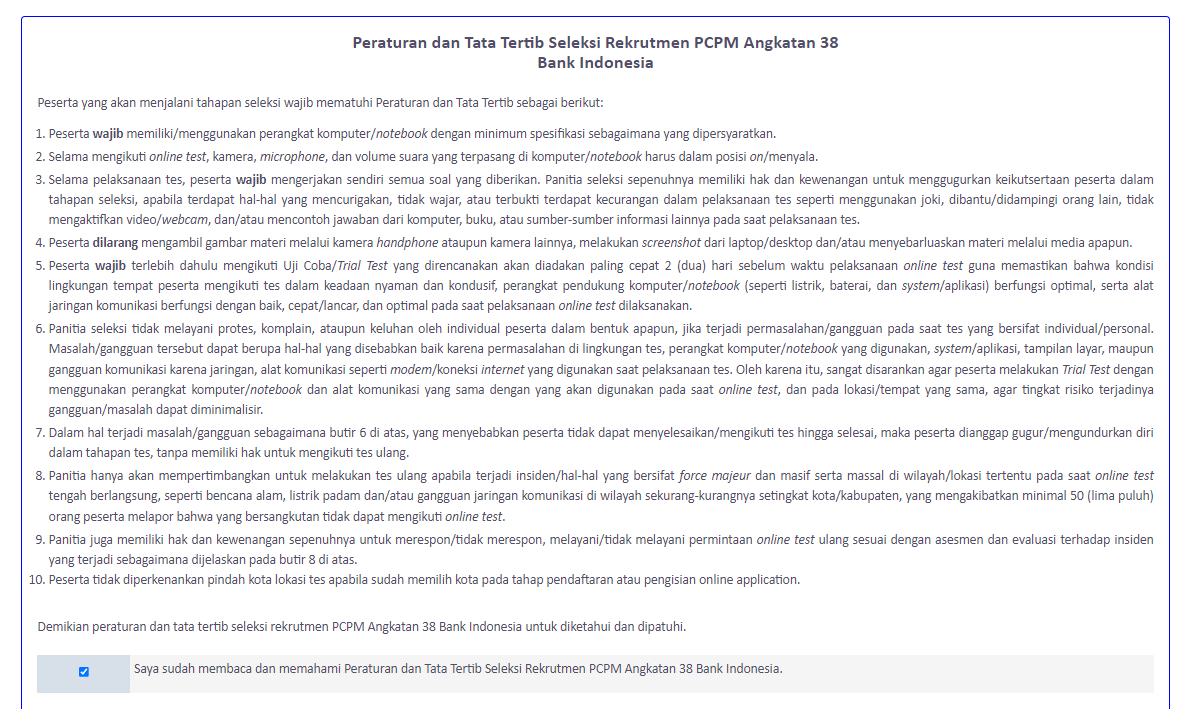 Peraturan dan Tata Tertib Seleksi Rekrutmen PCPM Angkatan 38
Bank Indonesia
Peserta yang akan menjalani tahapan seleksi wajib mematuhi Peraturan dan Tata Tertib sebagai berikut:
1. Peserta wajib memiliki/menggunakan perangkat komputer/notebook dengan minimum spesifikasi sebagaimana yang dipersyaratkan.
2. Selama mengikuti online test, kamera, microphone, dan volume suara yang terpasang di komputer/notebook harus dalam posisi on/menyala.
3. Selama pelaksanaan tes, peserta wajib mengerjakan sendiri semua soal yang diberikan. Panitia seleksi sepenuhnya memiliki hak dan kewenangan untuk menggugurkan keikutsertaan peserta dalam
tahapan seleksi, apabila terdapat hal-hal yang mencurigakan, tidak wajar, atau terbukti terdapat kecurangan dalam pelaksanaan tes seperti menggunakan joki, dibantu/didampingi orang lain, tidak
mengaktifkan video/webcam, dan/atau mencontoh jawaban dari komputer, buku, atau sumber-sumber informasi lainnya pada saat pelaksanaan tes.
4. Peserta dilarang mengambil gambar materi melalui kamera handphone ataupun kamera lainnya, melakukan screenshot dari laptop/desktop dan/atau menyebarluaskan materi melalui media apapun.
5. Peserta wajib terlebih dahulu mengikuti Uji Coba/Trial Test yang direncanakan akan diadakan paling cepat 2 (dua) hari sebelum waktu pelaksanaan online test guna memastikan bahwa kondisi
lingkungan tempat peserta mengikuti tes dalam keadaan nyaman dan kondusif, perangkat pendukung komputer/notebook (seperti listrik, baterai, dan system/aplikasi) berfungsi optimal, serta alat
jaringan komunikasi berfungsi dengan baik, cepat/lancar, dan optimal pada saat pelaksanaan online test dilaksanakan.
6. Panitia seleksi tidak melayani protes, komplain, ataupun keluhan oleh individual peserta dalam bentuk apapun, jika terjadi permasalahan/gangguan pada saat tes yang bersifat individual/personal.
Masalah/gangguan tersebut dapat berupa hal-hal yang disebabkan baik karena permasalahan di lingkungan tes, perangkat komputer/notebook yang digunakan, system/aplikasi, tampilan layar, maupun
gangguan komunikasi karena jaringan, alat komunikasi seperti modem/koneksi internet yang digunakan saat pelaksanaan tes. Oleh karena itu, sangat disarankan agar peserta melakukan Trial Test dengan
menggunakan perangkat komputer/notebook dan alat komunikasi yang sama dengan yang akan digunakan pada saat online test, dan pada lokasi/tempat yang sama, agar tingkat risiko terjadinya
gangguan/masalah dapat diminimalisir.
7. Dalam hal terjadi masalah/gangguan sebagaimana butir 6 di atas, yang menyebabkan peserta tidak dapat menyelesaikan/mengikuti tes hingga selesai, maka peserta dianggap gugur/mengundurkan diri
dalam tahapan tes, tanpa memiliki hak untuk mengikuti tes ulang.
8. Panitia hanya akan mempertimbangkan untuk melakukan tes ulang apabila terjadi insiden/hal-hal yang bersifat force majeur dan masif serta massal di wilayah/lokasi tertentu pada saat online test
tengah berlangsung, seperti bencana alam, listrik padam dan/atau gangguan jaringan komunikasi di wilayah sekurang-kurangnya setingkat kota/kabupaten, yang mengakibatkan minimal 50 (lima puluh)
orang peserta melapor bahwa yang bersangkutan tidak dapat mengikuti online test.
9. Panitia juga memiliki hak dan kewenangan sepenuhnya untuk merespon/tidak merespon, melayani/tidak melayani permintaan online test ulang sesuai dengan asesmen dan evaluasi terhadap insiden
yang terjadi sebagaimana dijelaskan pada butir 8 di atas.
10. Peserta tidak diperkenankan pindah kota lokasi tes apabila sudah memilih kota pada tahap pendaftaran atau pengisian online application.
Demikian peraturan dan tata tertib seleksi rekrutmen PCPM Angkatan 38 Bank Indonesia untuk diketahui dan dipatuhi.
Saya sudah membaca dan memahami Peraturan dan Tata Tertib Seleksi Rekrutmen PCPM Angkatan 38 Bank Indonesia.